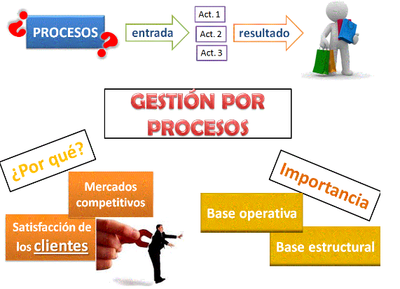 ¿
PROCESOS
?
entrada
Act. 1
Act. 2
Act. 3
resultado
GESTIÓN POR
PROCESOS
¿Por qué?
Mercados
competitivos
Satisfacción de
los clientes
Importancia
Base operativa
Base estructural